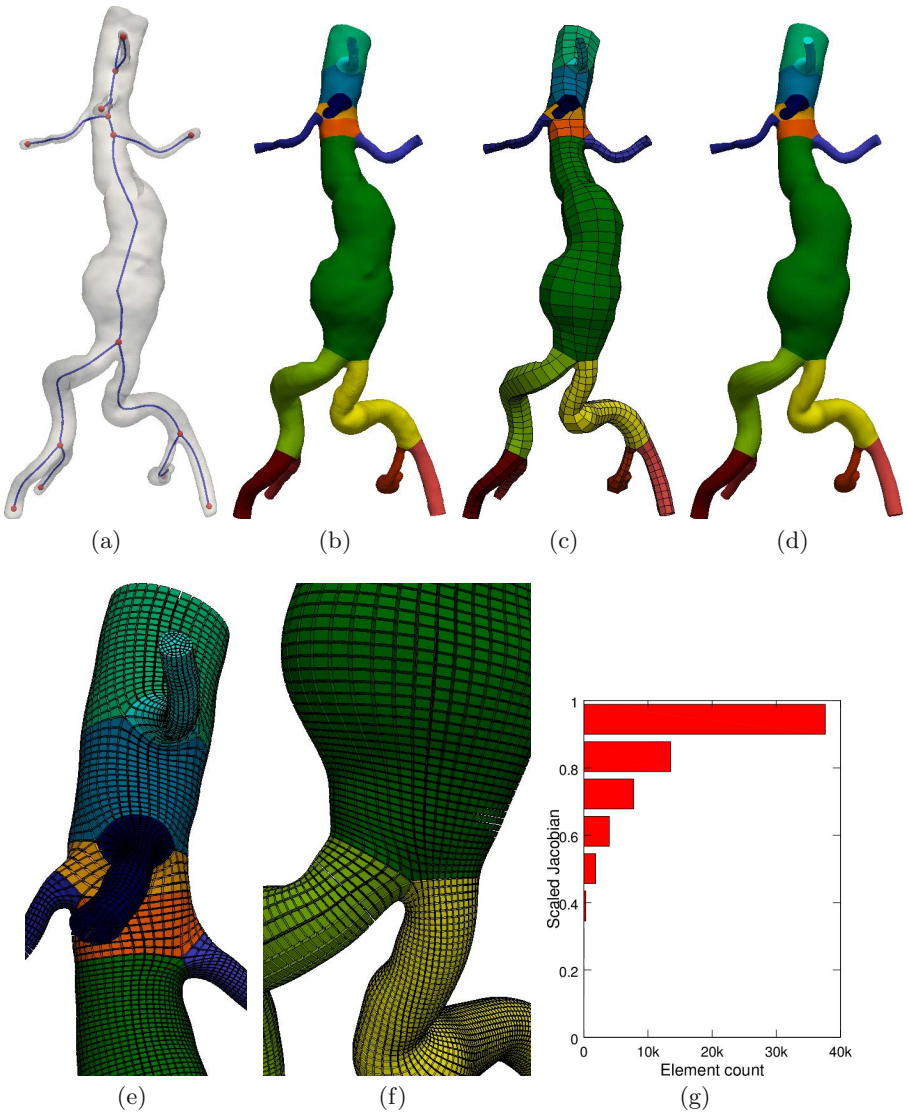 (a)
(b)
(c)
(d)
1
0.8
0.6
0.4
0.2
0
Scaled Jacobian
0
10k
20k
30k
40k
Element count
(e)
(f)
(g)